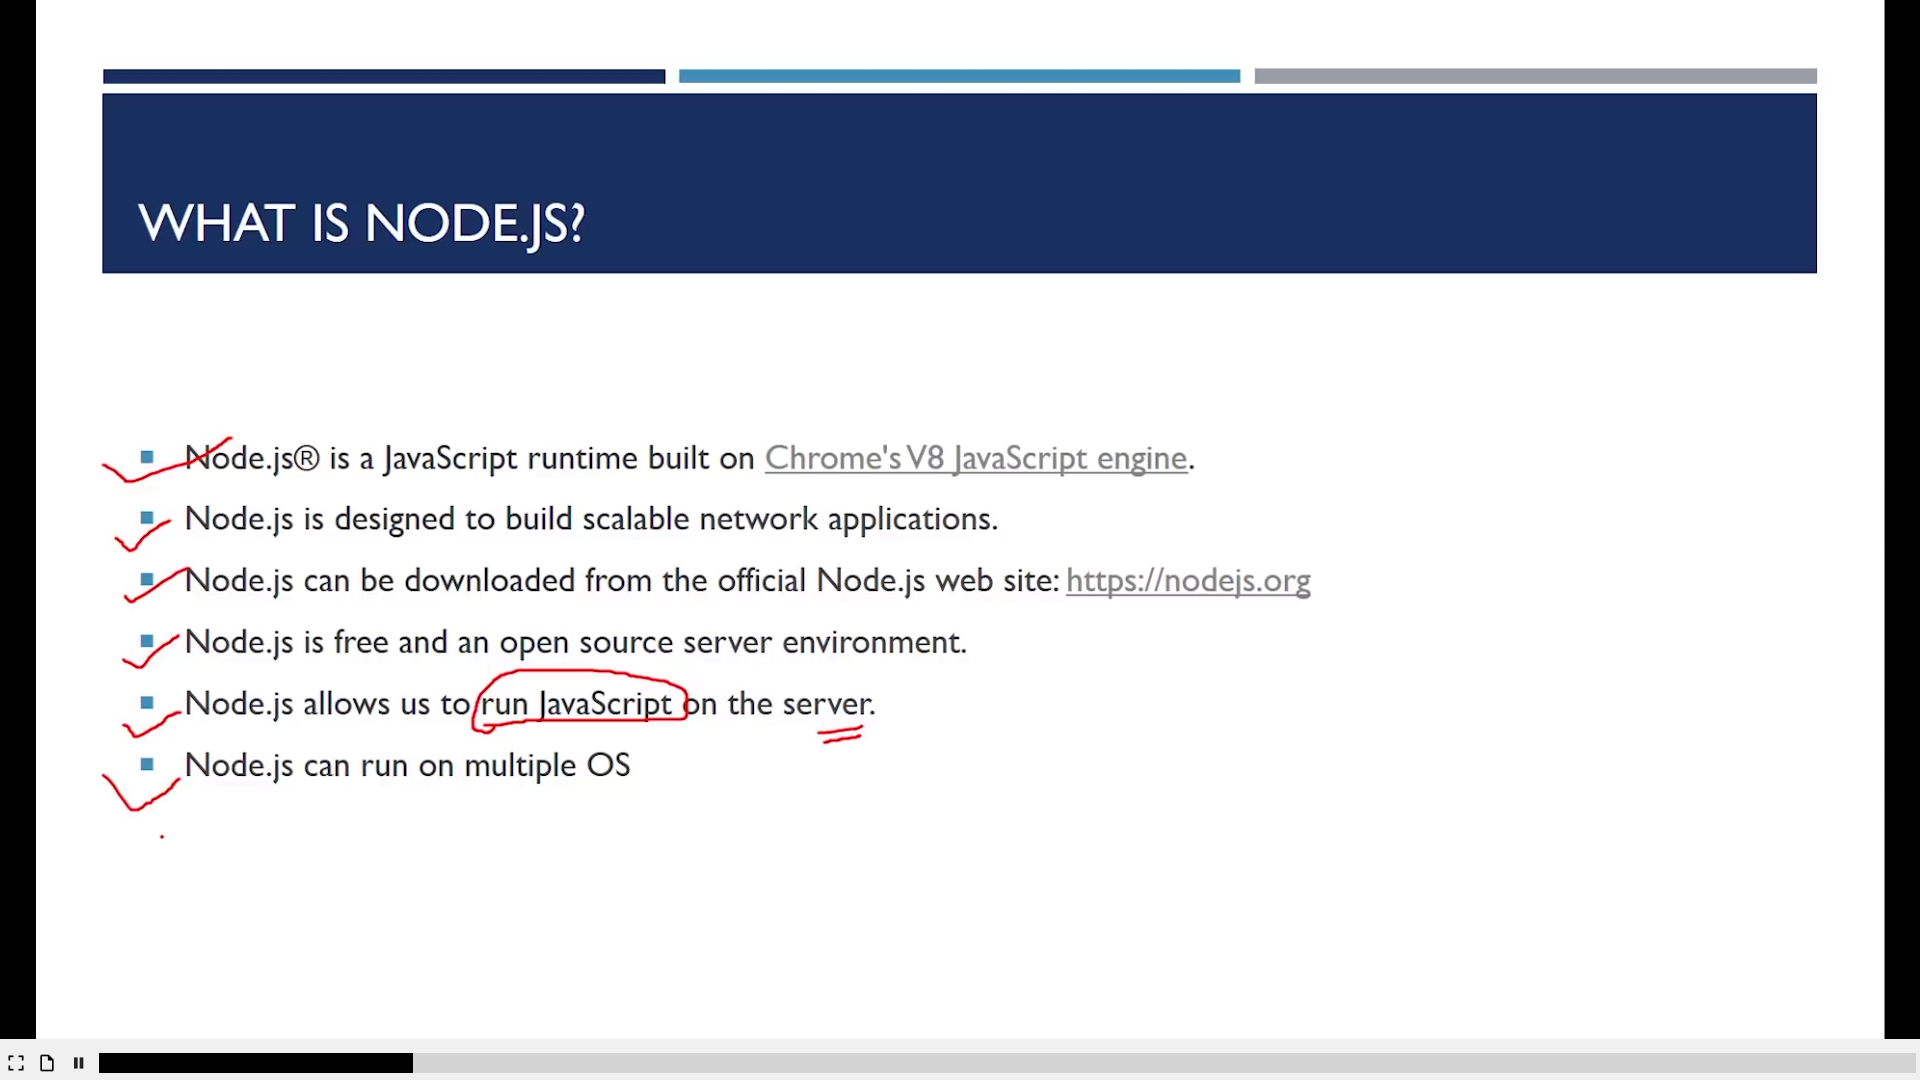 WHAT IS NODE.JS?
Node.js® is a JavaScript runtime built on Chrome's V8 JavaScript engine.
Node.js is designed to build scalable network applications.
Node.js can be downloaded from the official Node.js web site: https://nodejs.org
Node.js is free and an open source server environment.
Node.js allows us to run JavaScript on the server.
Node.js can run on multiple OS